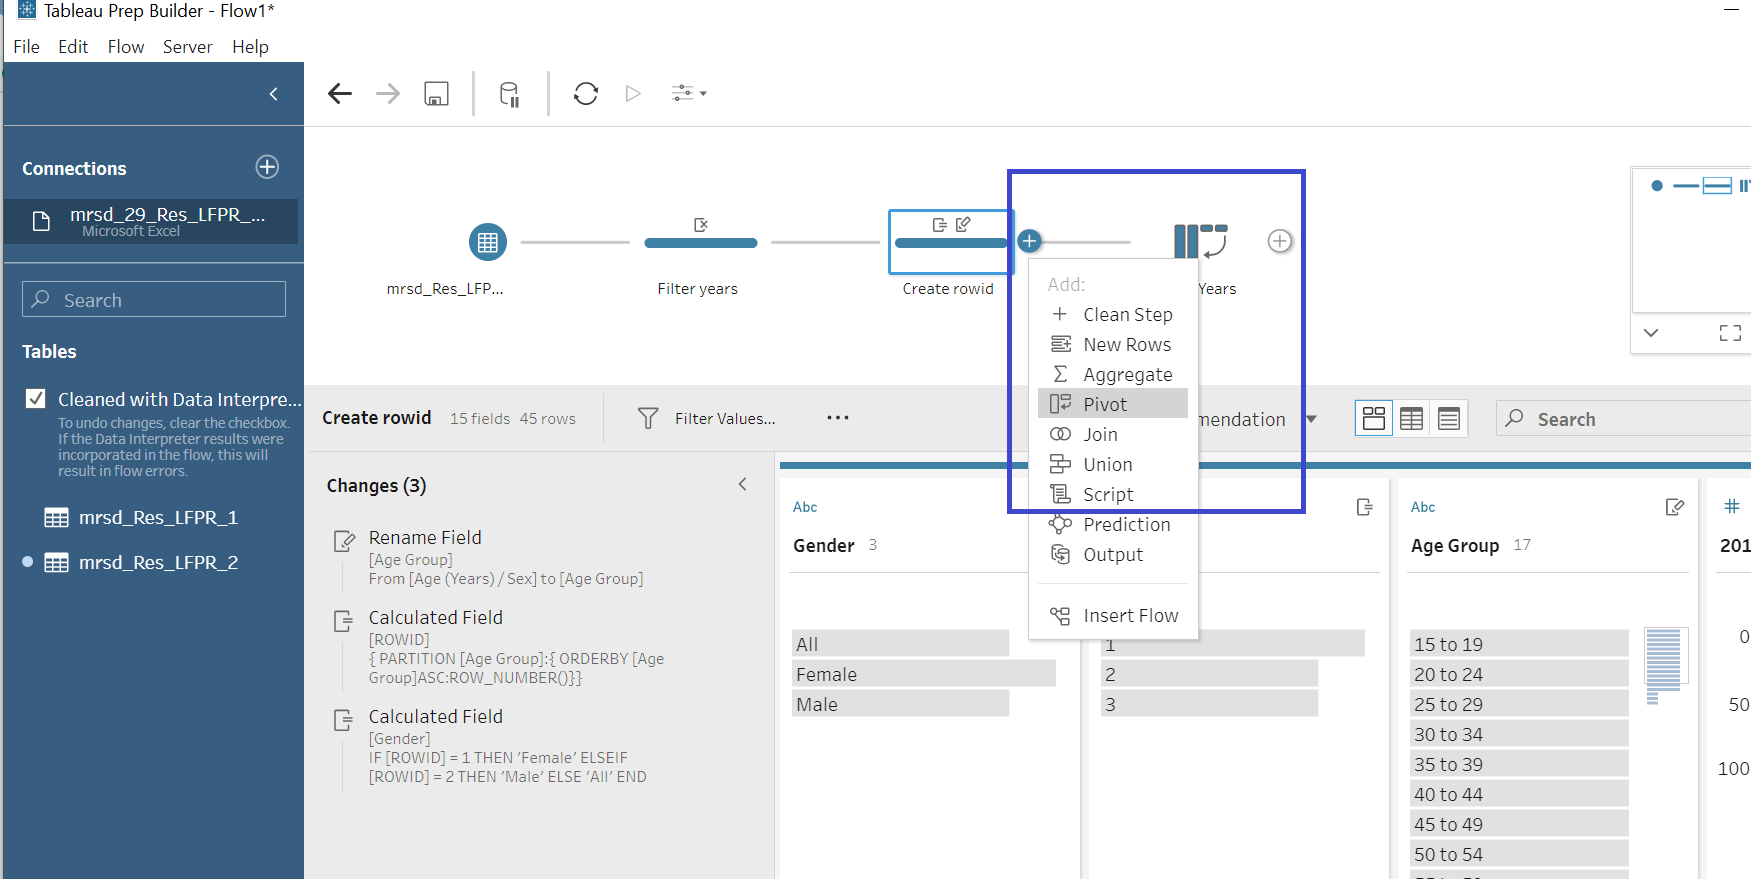 Tableau Prep Builder - Flow1*
File Edit Flow Server Help
Connections
mrsd_29_Res_LFPR_...
Microsoft Excel
Search
Tables
Cleaned with Data Interpre...
To undo changes, clear the checkbox.
If the Data Interpreter results were
incorporated in the flow, this will
result in flow errors.
mrsd_Res_LFPR_1
mrsd_Res_LFPR_2
mrsd_Res_LFP...
Filter years
Create rowid
Years
Add:
Clean Step
New Rows
Aggregate
Pivot
Join
Union
Script
Prediction
Output
Insert Flow
Create rowid 15 fields 45 rows
Filter Values...
mendation
Search
Changes (3)
Rename Field
[Age Group]
From [Age (Years) / Sex] to [Age Group]
Calculated Field
[ROWID]
{ PARTITION [Age Group]:{ ORDERBY [Age
Group]ASC:ROW_NUMBER()}}
Calculated Field
[Gender]
IF [ROWID] = 1 THEN 'Female' ELSEIF
[ROWID] = 2 THEN 'Male' ELSE 'All' END
Abc
Gender 3
All
Female
Male
1
2
3
Abc
Age Group 17
15 to 19
20 to 24
25 to 29
30 to 34
35 to 39
40 to 44
45 to 49
50 to 54
#
201
0
50
100